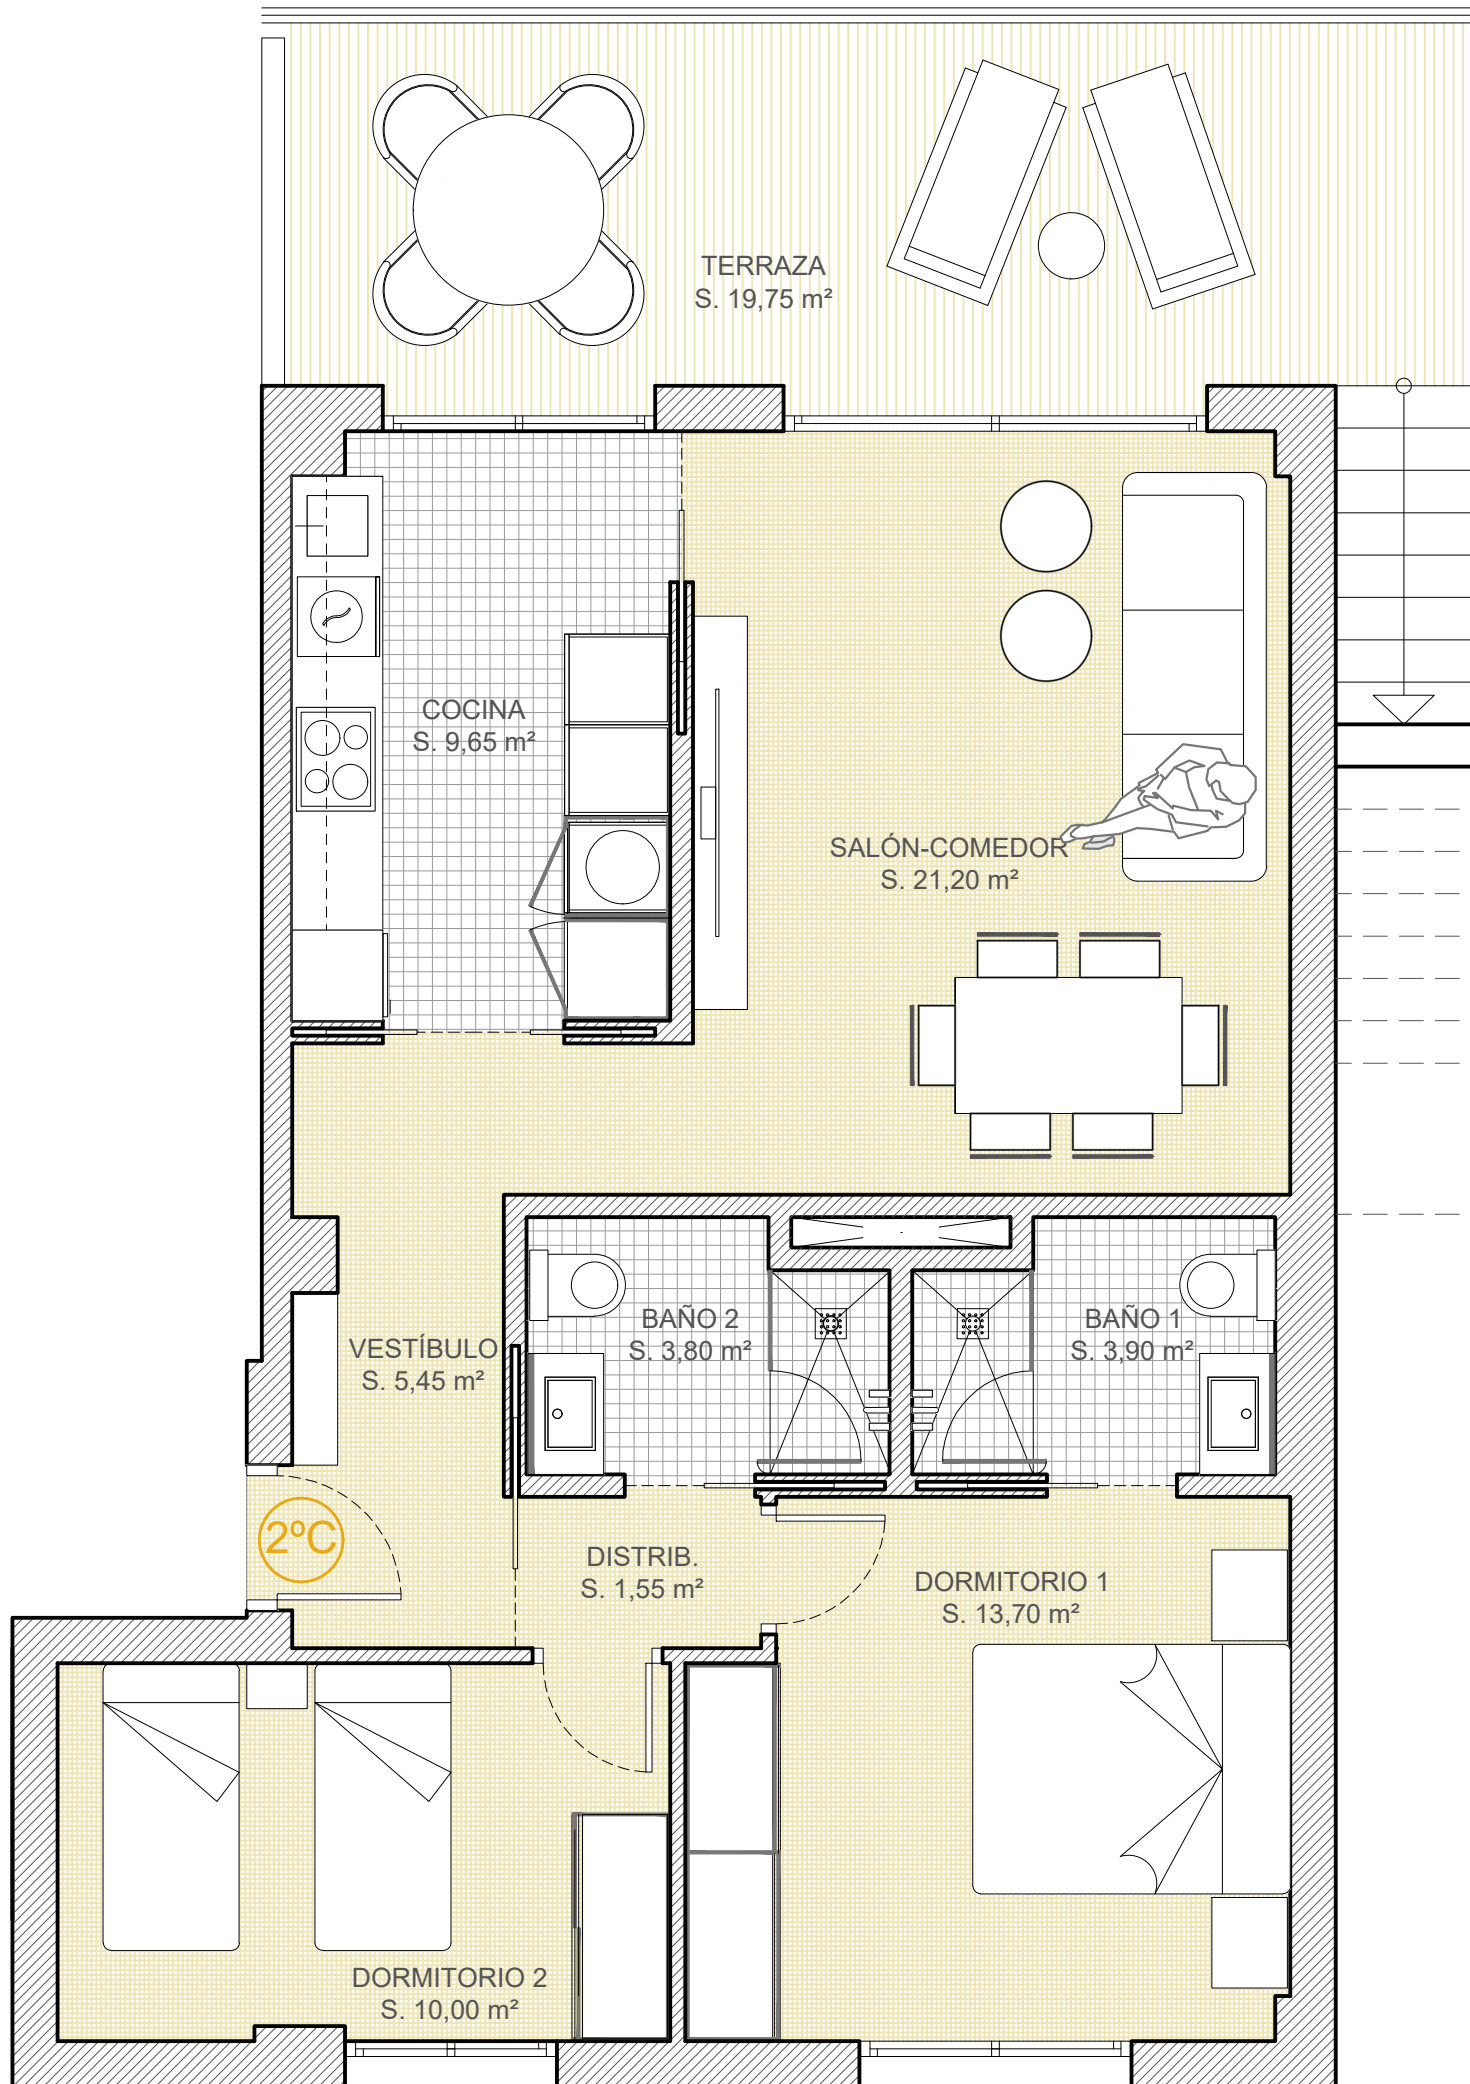 TERRAZA
S. 19,75 m²
COCINA
S. 9,65 m²
SALÓN-COMEDOR
S. 21,20 m²
BAÑO 2
S. 3,80 m²
BAÑO 1
S. 3,90 m²
VESTÍBULO
S. 5,45 m²
2ºC
DISTRIB.
S. 1,55 m²
DORMITORIO 1
S. 13,70 m²
DORMITORIO 2
S. 10,00 m²